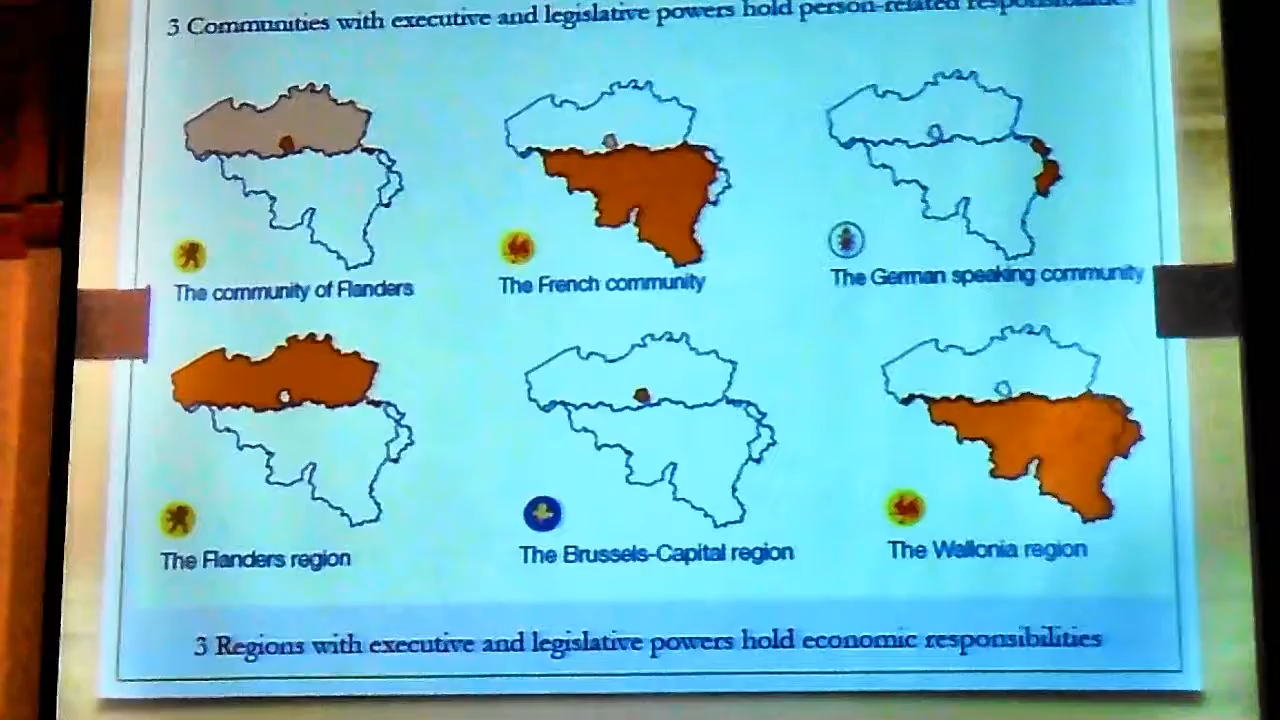 3 Communities with executive and legislative powers hold person-related responsibilities
The community of Flanders
The French community
The German speaking community
The Flanders region
The Brussels-Capital region
The Wallonia region
3 Regions with executive and legislative powers hold economic responsibilities